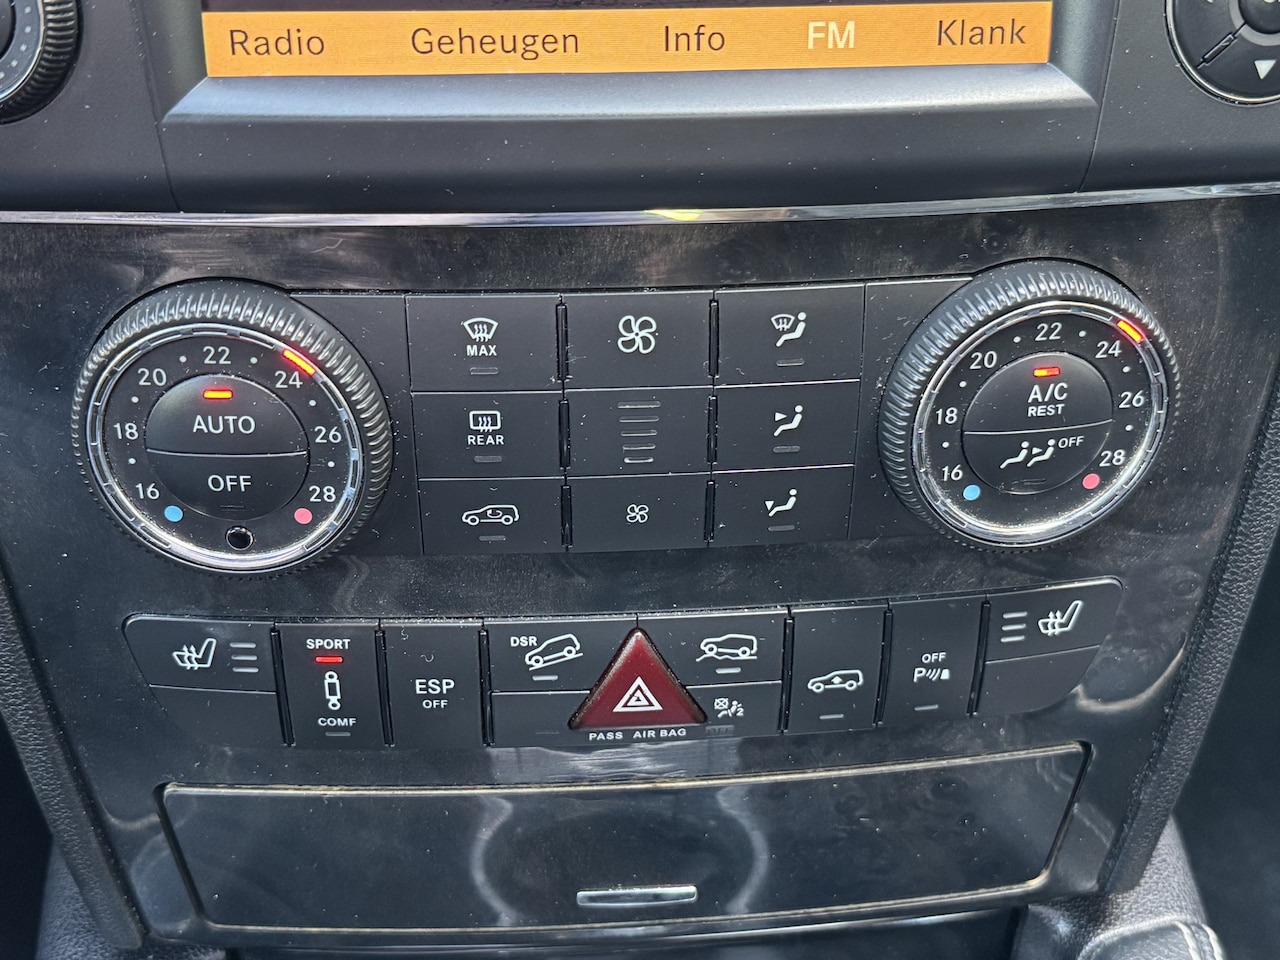 Radio Geheugen Info FM Klank
16 18 20 22 24 26 28
AUTO
OFF
MAX
REAR
16 18 20 22 24 26 28
A/C
REST
OFF
SPORT
COMF
ESP
OFF
DSR
PASS AIR BAG
2
OFF
P